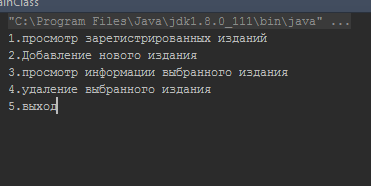 ainClass
"C:\Program Files\Java\jdk1.8.0_111\bin\java" ...
1.просмотр зарегистрированных изданий
2.Добавление нового издания
3.просмотр информации выбранного издания
4.удаление выбранного издания
5.выход